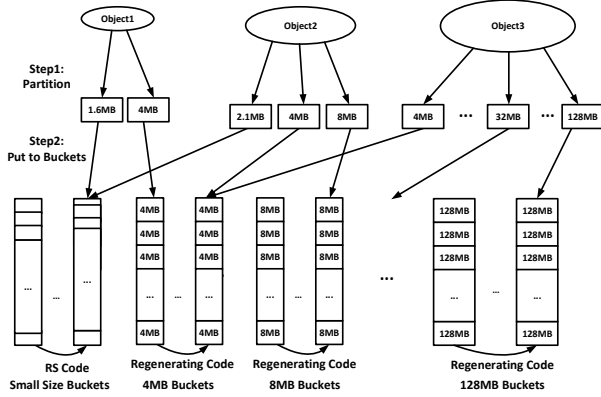 Object1
Object2
Object3
Step1:
Partition
1.6MB
4MB
2.1MB
4MB
8MB
4MB
...
32MB
...
128MB
Step2:
Put to Buckets
4MB
4MB
8MB
8MB
128MB
128MB
4MB
4MB
8MB
8MB
128MB
128MB
4MB
4MB
8MB
8MB
128MB
128MB
...
...
...
...
...
...
...
...
...
...
...
...
...
4MB
4MB
8MB
8MB
128MB
128MB
RS Code
Small Size Buckets
Regenerating Code
4MB Buckets
Regenerating Code
8MB Buckets
Regenerating Code
128MB Buckets